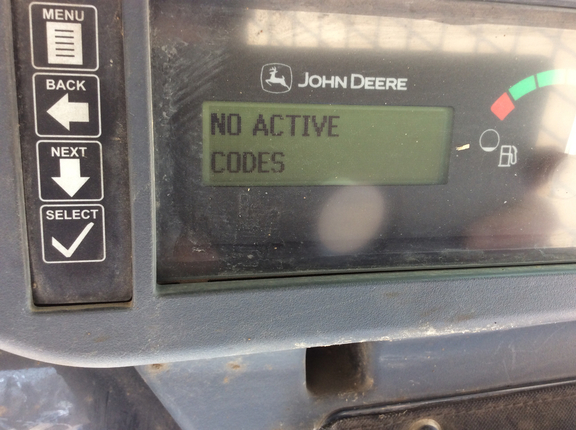 MENU
BACK
NEXT
SELECT
JOHN DEERE
NO ACTIVE
CODES